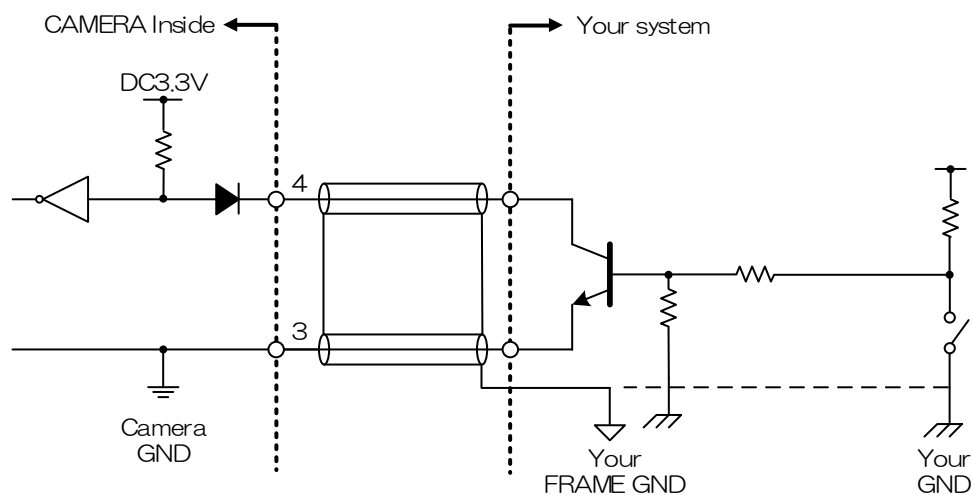 CAMERA Inside
Your system
DC3.3V
4
3
Camera
GND
Your
FRAME GND
Your
GND